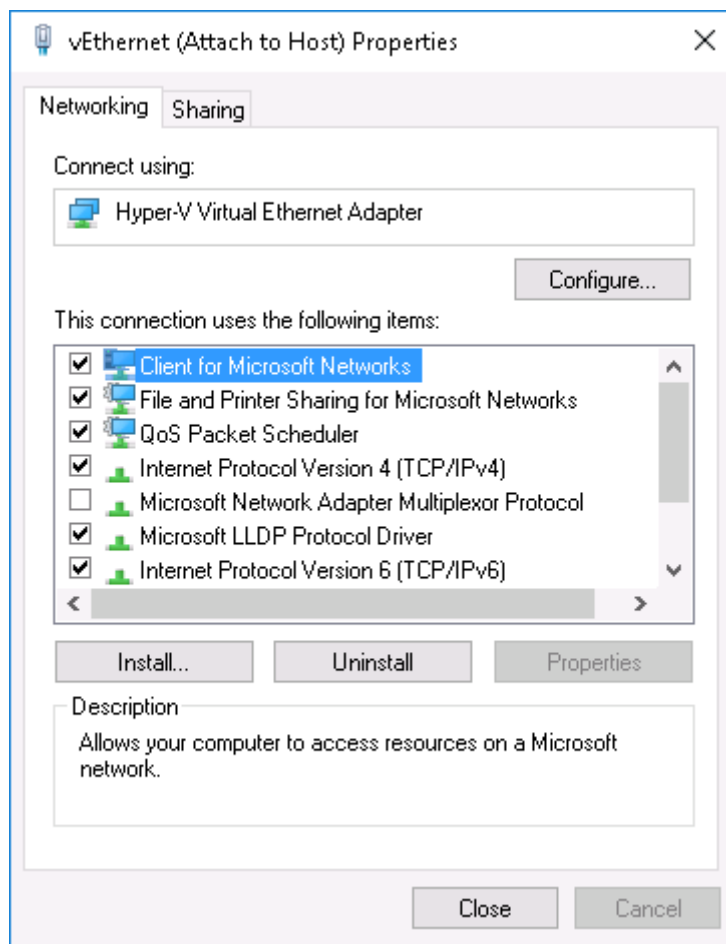 vEthernet (Attach to Host) Properties
Networking
Sharing
Connect using:
Hyper-V Virtual Ethernet Adapter
Configure...
This connection uses the following items:
Client for Microsoft Networks
File and Printer Sharing for Microsoft Networks
QoS Packet Scheduler
Internet Protocol Version 4 (TCP/IPv4)
Microsoft Network Adapter Multiplexor Protocol
Microsoft LLDP Protocol Driver
Internet Protocol Version 6 (TCP/IPv6)
Install...
Uninstall
Properties
Description
Allows your computer to access resources on a Microsoft
network.
Close
Cancel